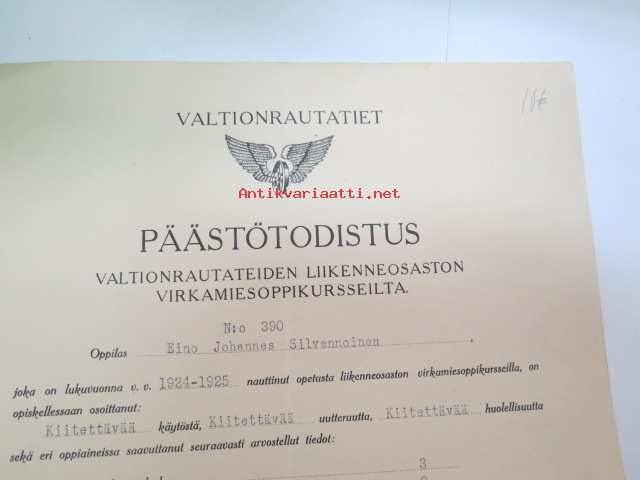 16€
VALTIONRAUTATIET
Antikvariaatti.net
PÄÄSTÖTODISTUS
VALTIONRAUTATEIDEN LIIKENNEOSASTON
VIRKAMIESOPPIKURSSEILTA.
N:o 390
Oppilas Eino Johannes Silvennoinen .
joka on lukuvuonna v. v. 1924-1925 nauttinut opetusta liikenneosaston virkamiesoppikursseilla, on
opiskellessaan osoittanut:
Kiitettävää käytöstä, Kiitettävää uutteruutta, Kiitettävää huolellisuutta
sekä eri oppiaineissa saavuttanut seuraavasti arvostellut tiedot:
3